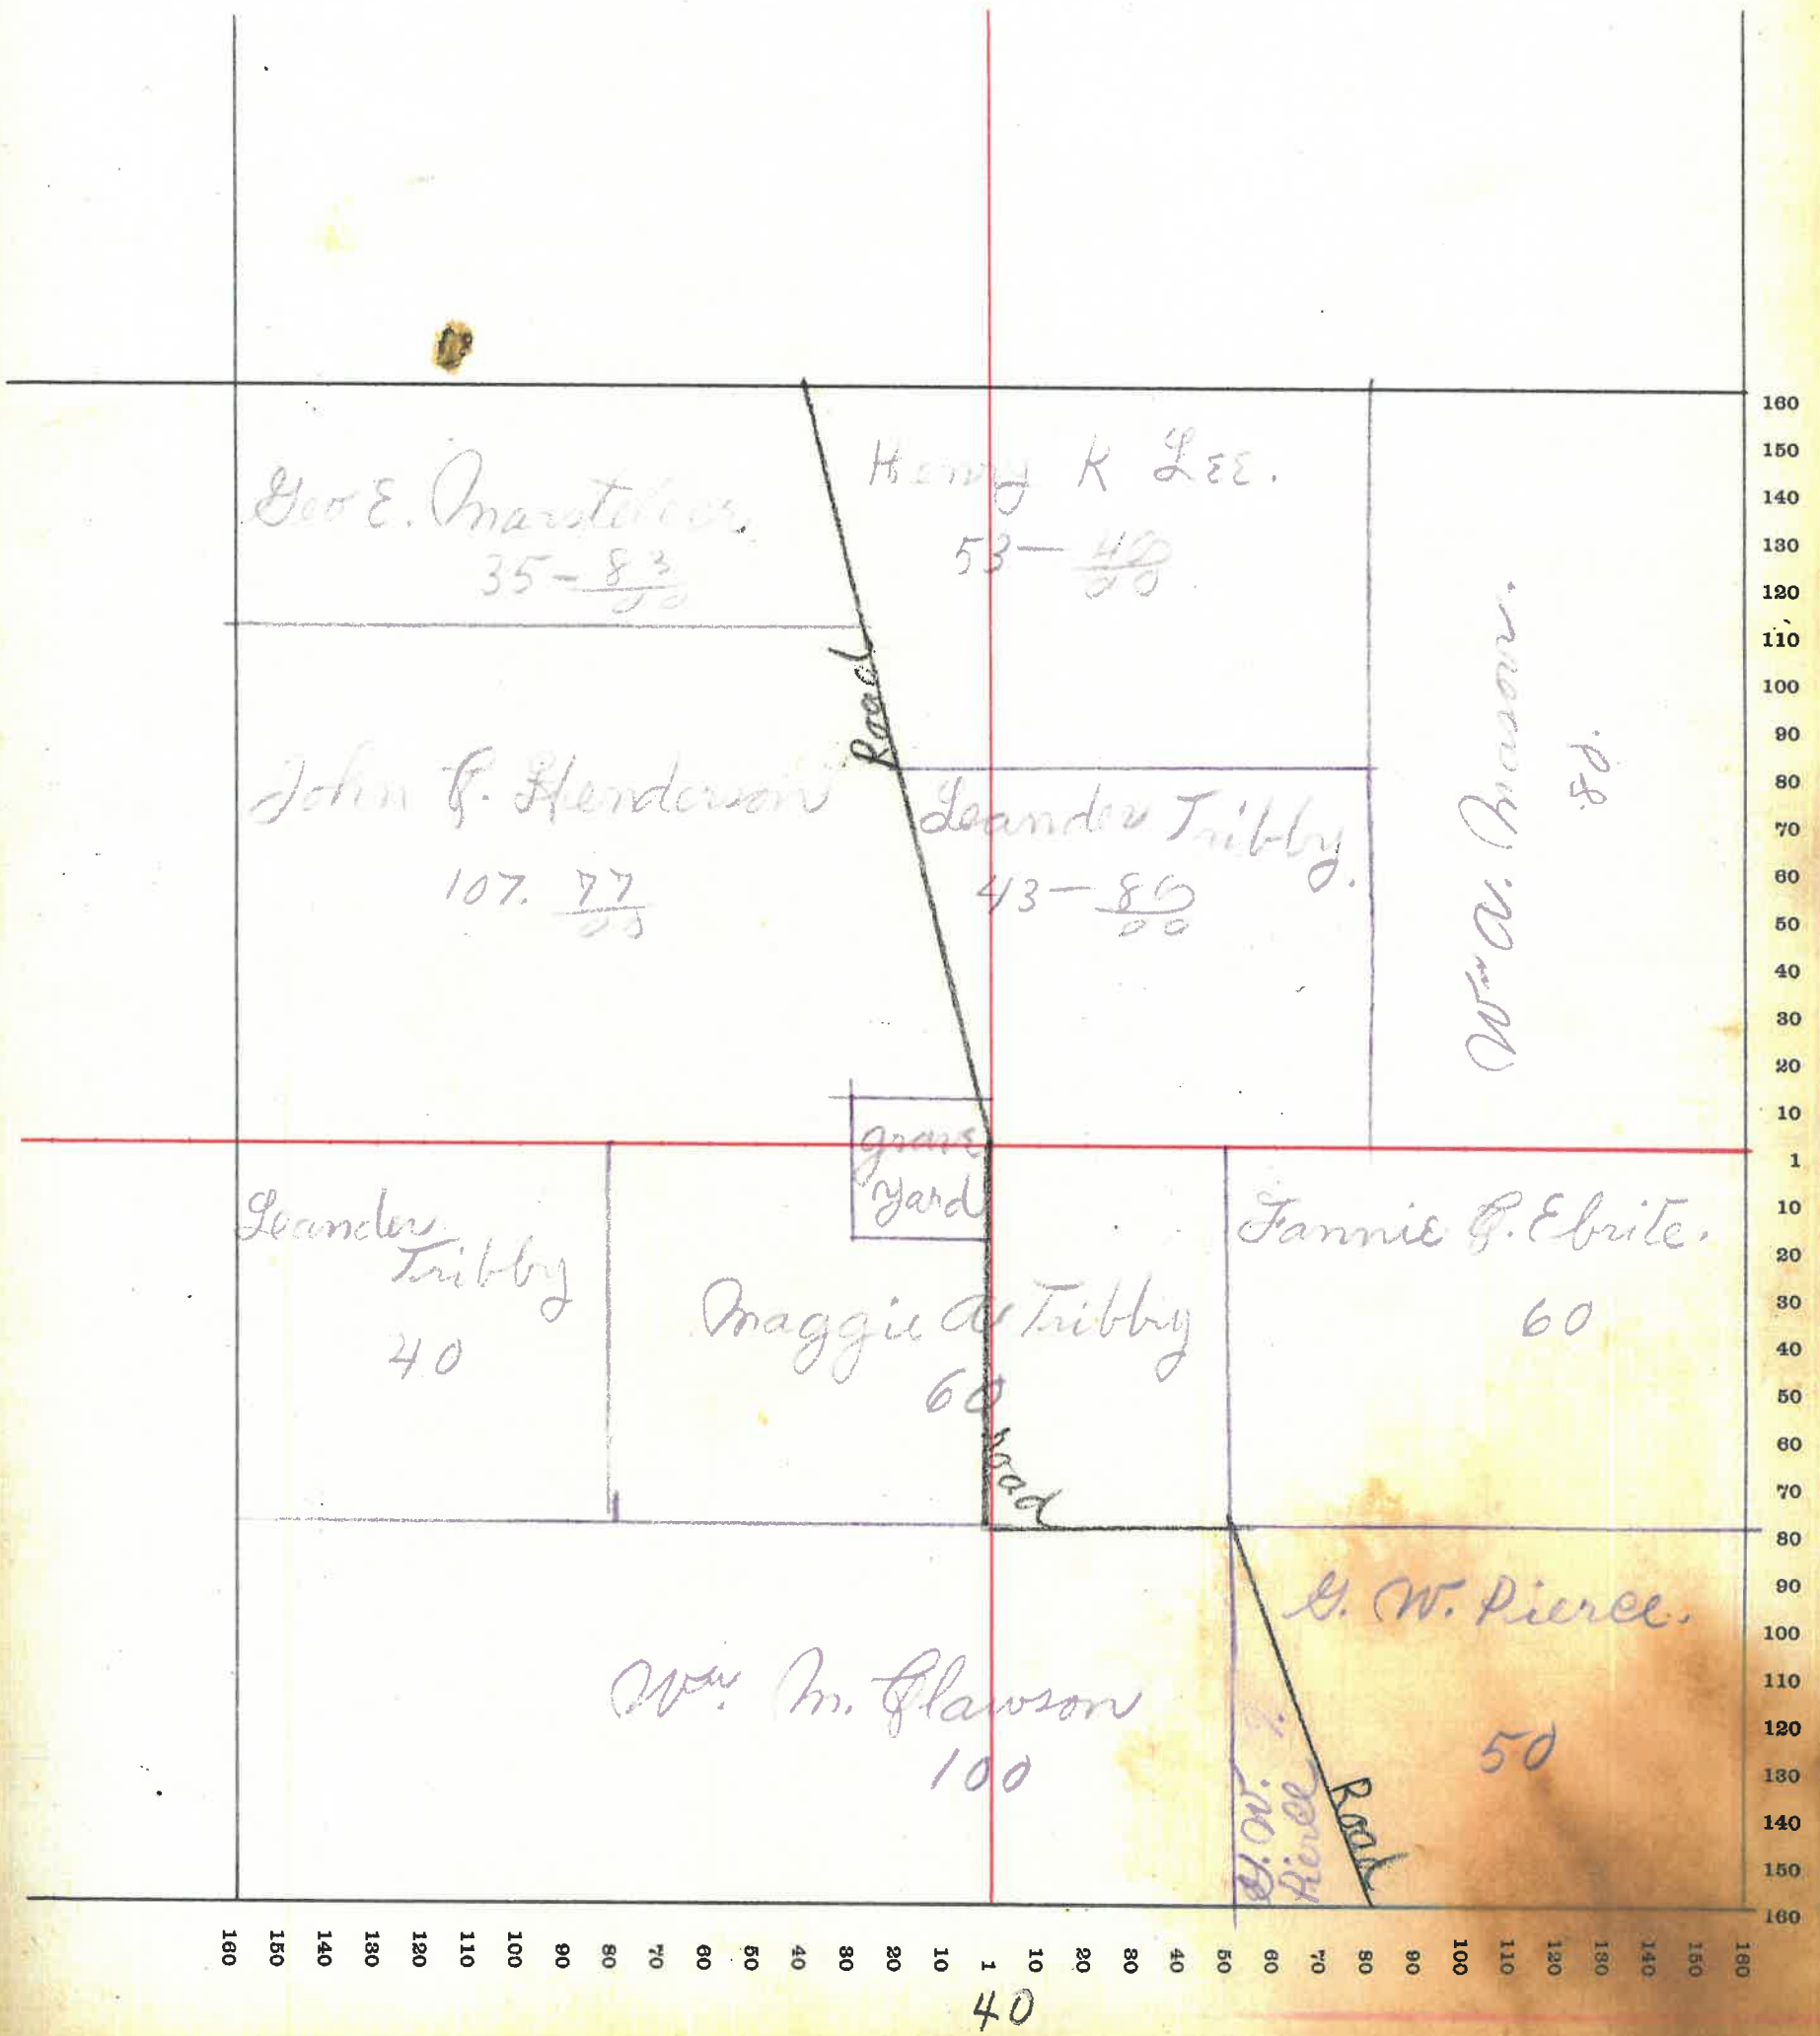 Geo E.
35 - 83/00
Henry K Lee.
53 —
Road
John C. Henderson
107. 77/00
Leander Tribby.
43 —
Wm A. Mason.
80.
grave
yard
Leander
Tribby
40
Maggie A Tribby
60
road
Fannie C. Ebrite.
60
Wm. M. Clawson
100
G. W. Pierce.
50
G. W.
Pierce
Road
160
150
140
130
120
110
100
90
80
70
60
50
40
30
20
10
1
10
20
30
40
50
60
70
80
90
100
110
120
130
140
150
160
160 150 140 130 120 110 100 90 80 70 60 50 40 30 20 10 1 10 20 30 40 50 60 70 80 90 100 110 120 130 140 150 160
40